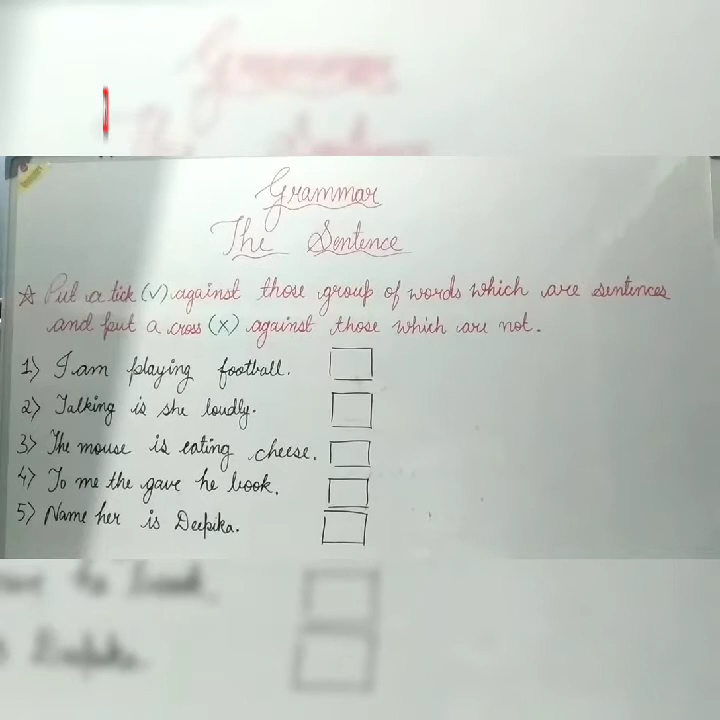 Grammar
The Sentence
☆ Put a tick (✓) against those group of words which are sentences
and put a cross (X) against those which are not.
1) I am playing football.
2) Talking is she loudly.
3) The mouse is eating cheese.
4) To me the gave he book.
5) Name her is Deepika.